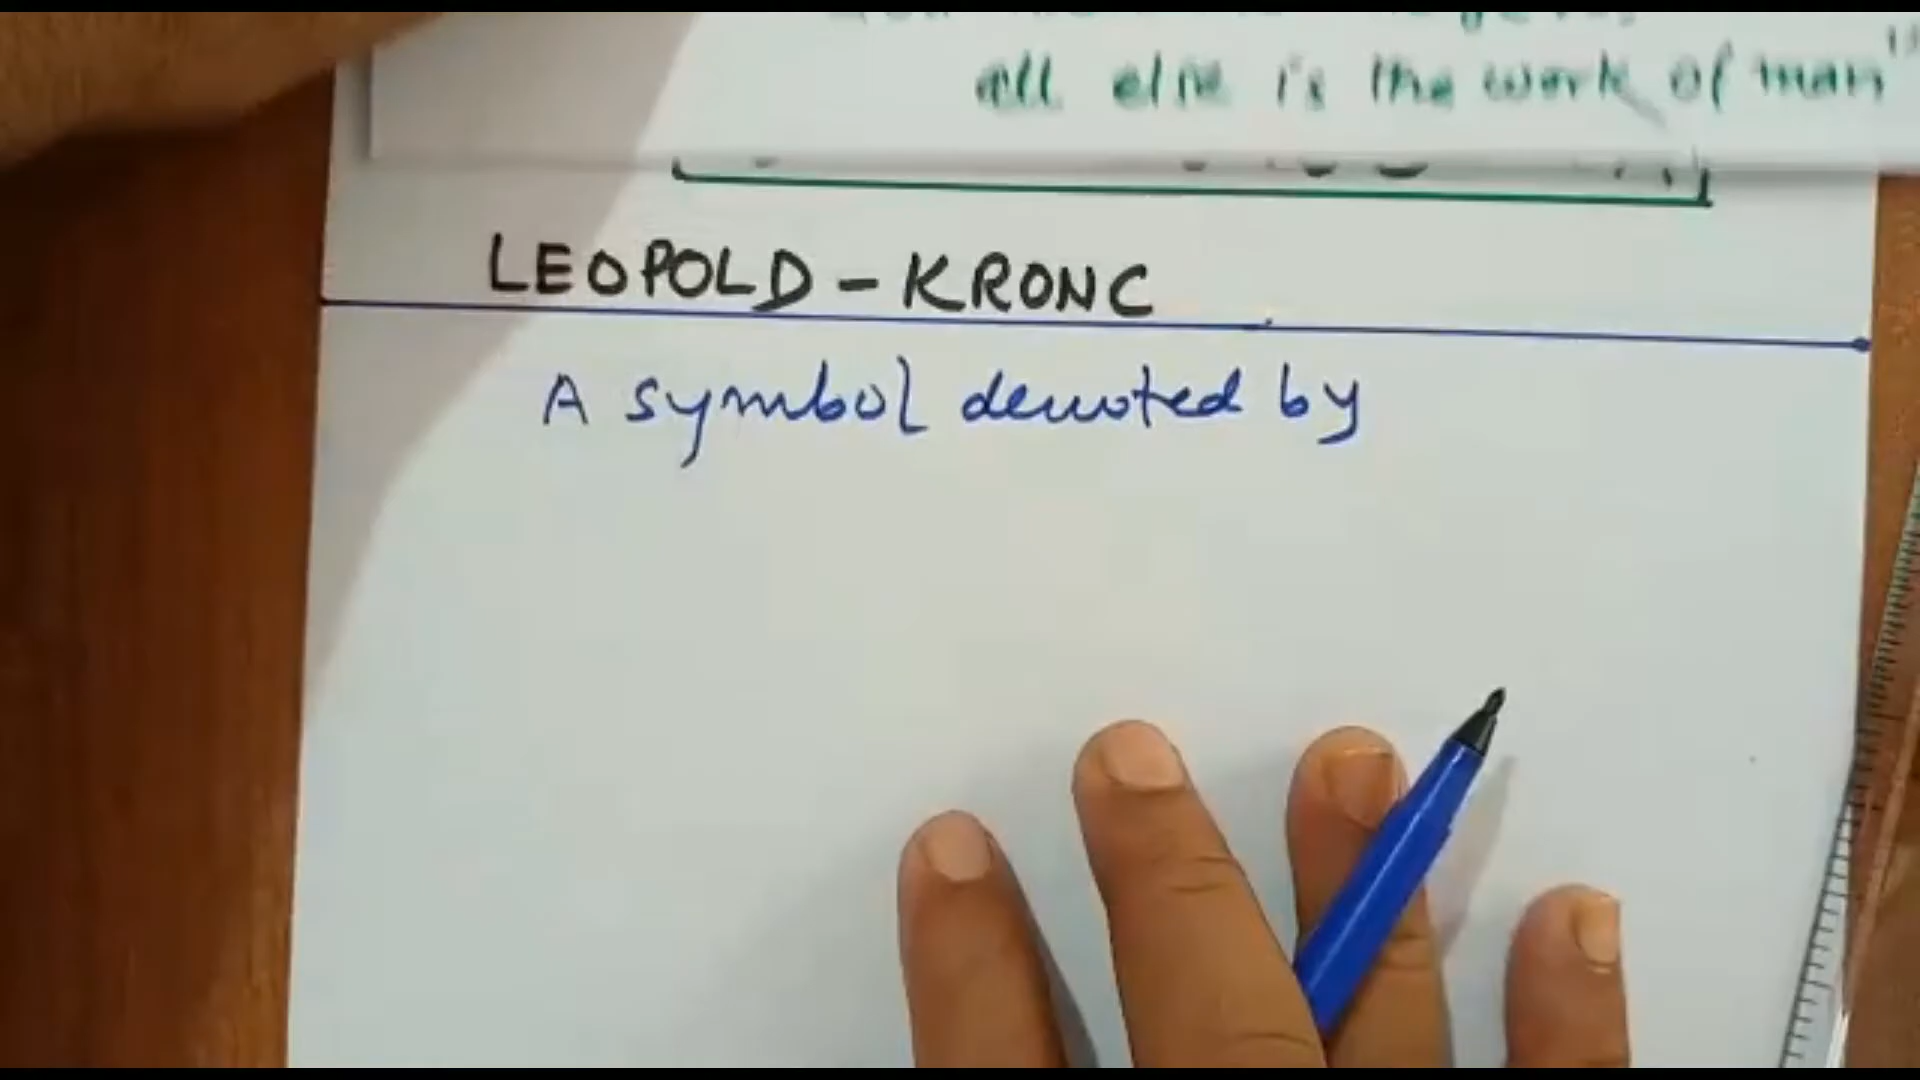 all else is the work of man"
LEOPOLD - KRONC
A symbol denoted by